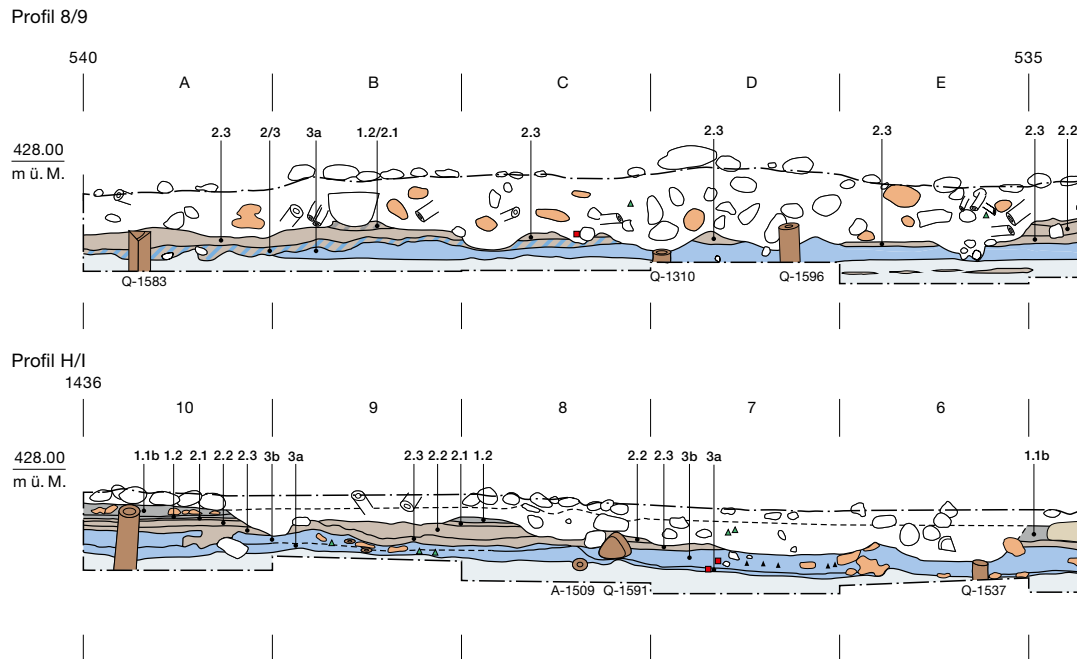 Profil 8/9
540 535
A B C D E
2.3 2/3 3a 1.2/2.1 2.3 2.3 2.3 2.3 2.2
428.00
m ü. M.
Q-1583 Q-1310 Q-1596
Profil H/I
1436
10 9 8 7 6
428.00 1.1b 1.2 2.1 2.2 2.3 3b 3a 2.3 2.2 2.1 1.2 2.2 2.3 3b 3a 1.1b
m ü. M.
A-1509 Q-1591 Q-1537